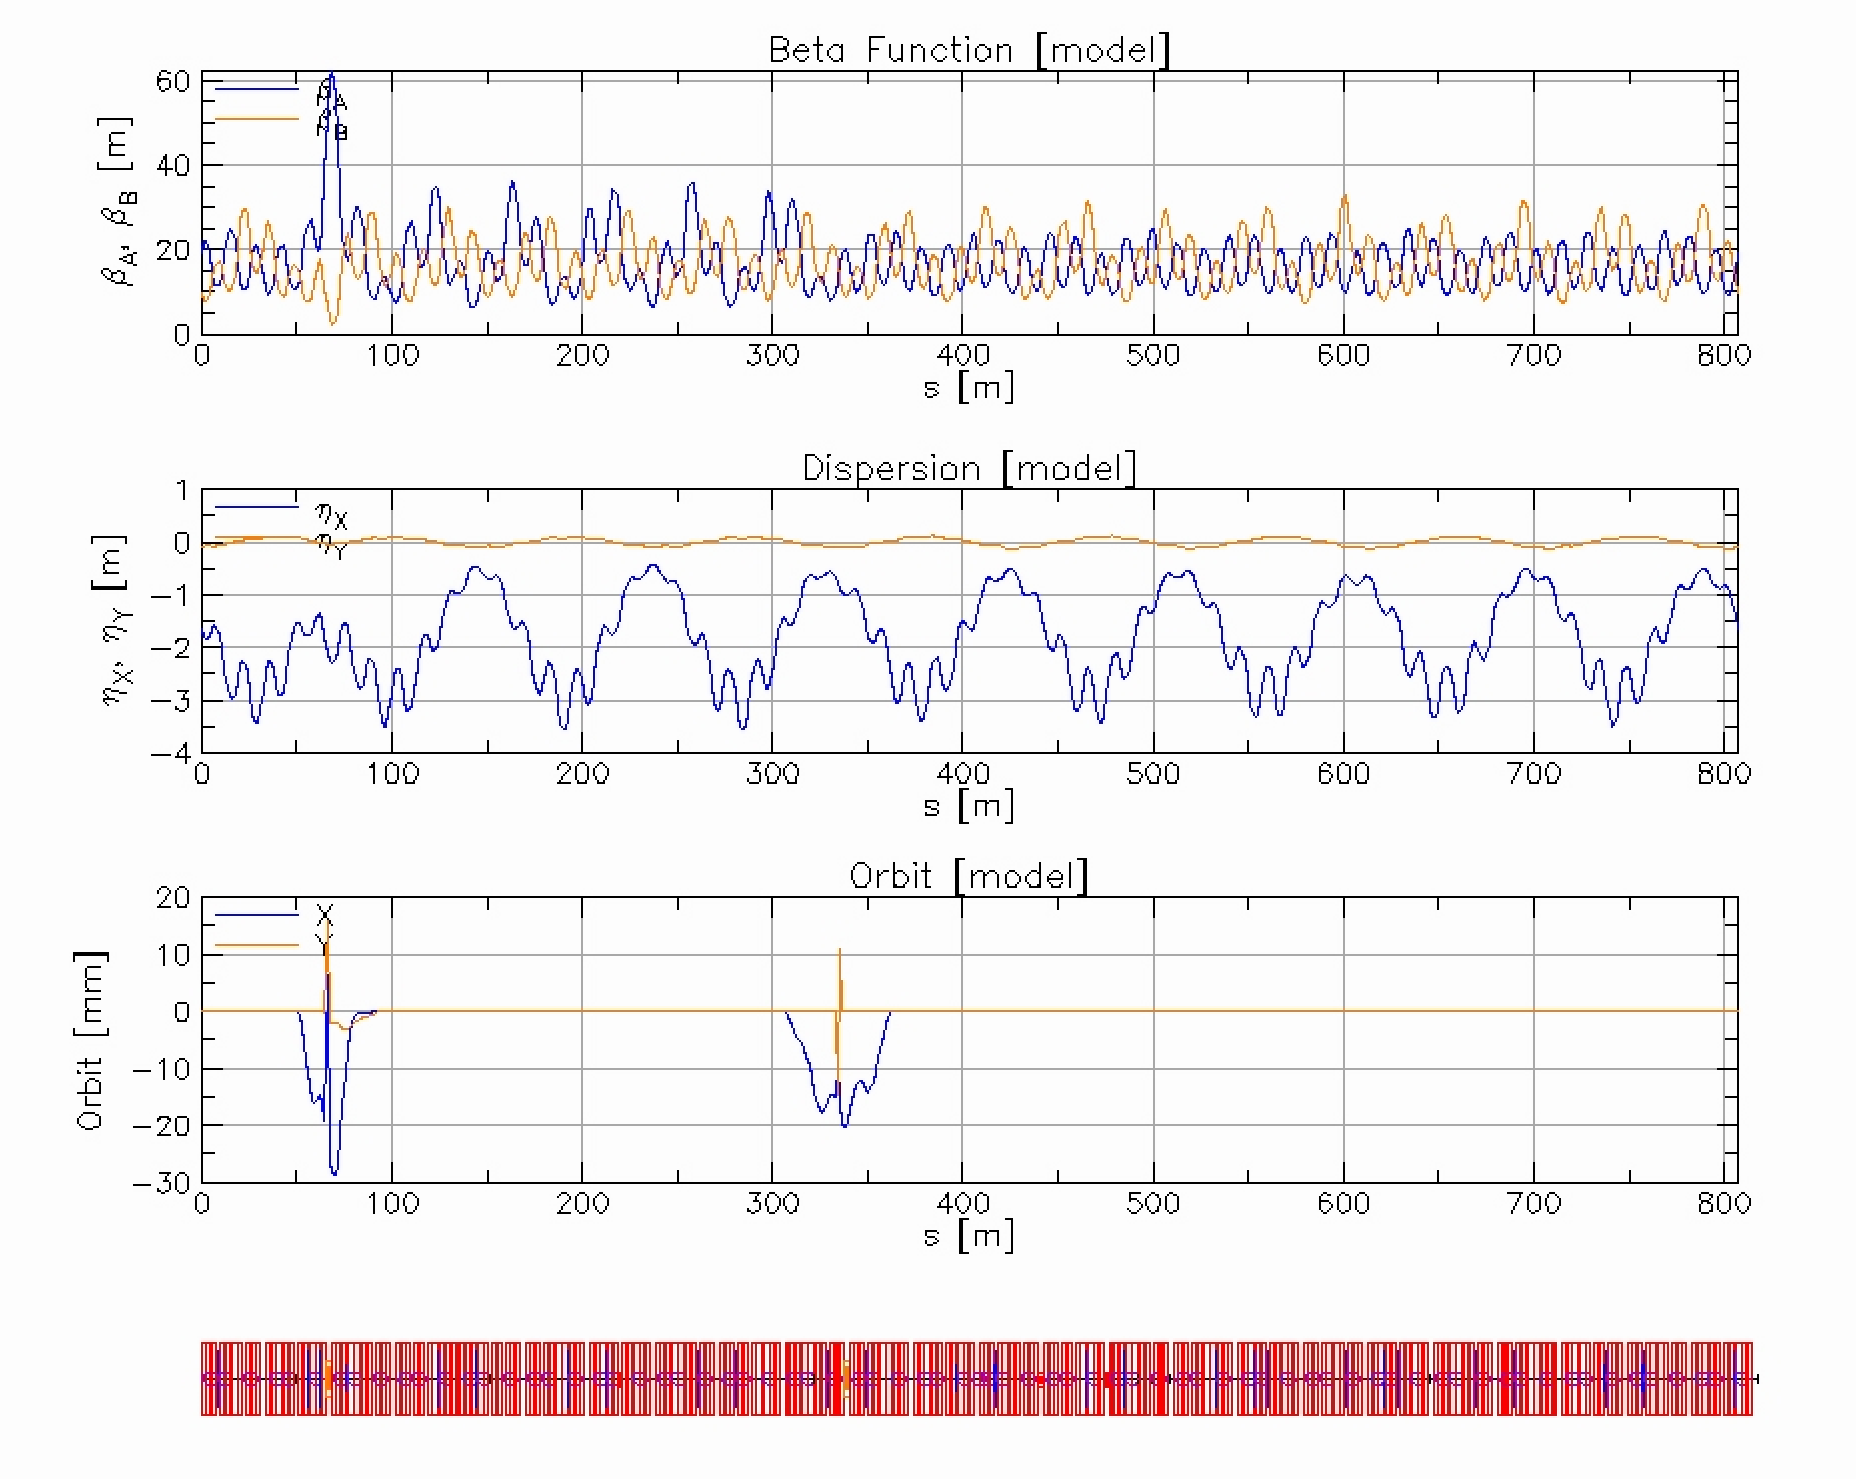 Beta Function [model]
β_A, β_B [m]
60
40
20
0
β_A
β_B
0 100 200 300 400 500 600 700 800
s [m]
Dispersion [model]
η_X, η_Y [m]
1
0
−1
−2
−3
−4
η_X
η_Y
0 100 200 300 400 500 600 700 800
s [m]
Orbit [model]
Orbit [mm]
20
10
0
−10
−20
−30
X
Y
0 100 200 300 400 500 600 700 800
s [m]